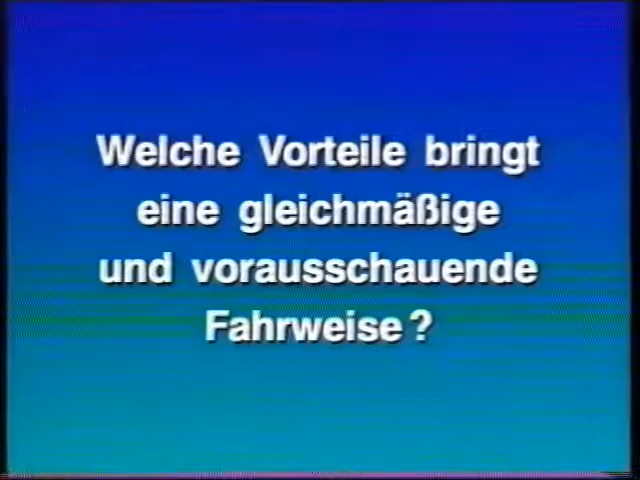 Welche Vorteile bringt
eine gleichmäßige
und vorausschauende
Fahrweise?